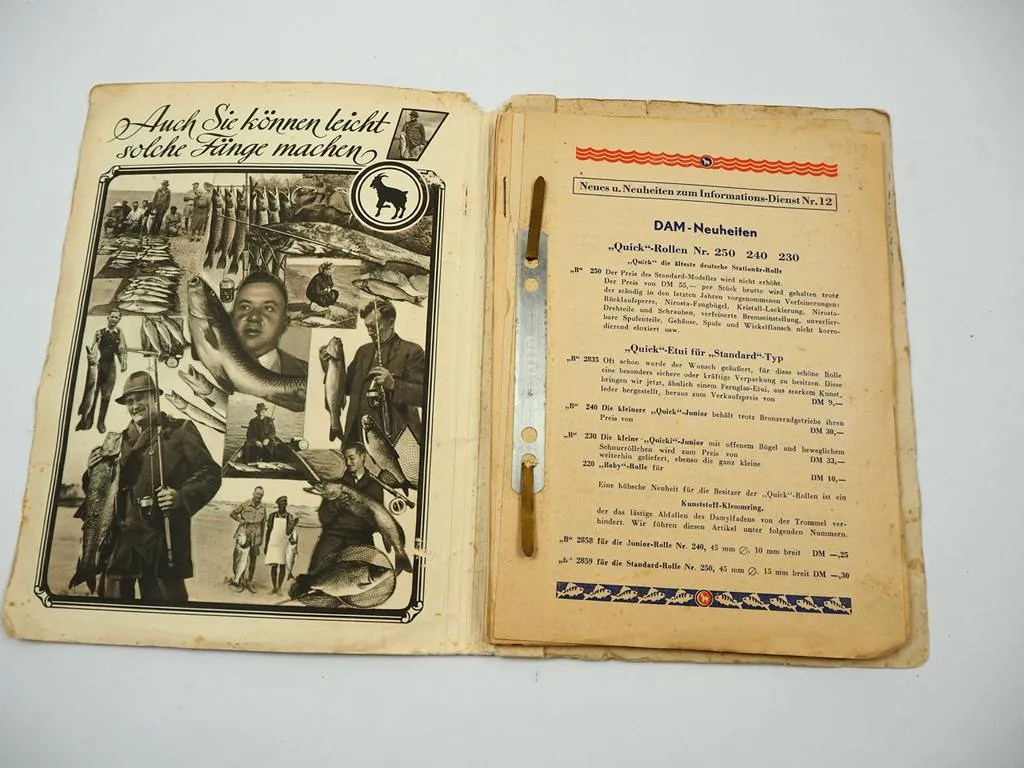 Auch Sie können leicht
solche Fänge machen
Neues u. Neuheiten zum Informations-Dienst Nr. 12
DAM-Neuheiten
„Quick“-Rollen Nr. 250 240 230
„Quick“ die älteste deutsche Stationär-Rolle
„B“ 250 Der Preis des Standard-Modelles wird nicht erhöht.
Der Preis von DM 55,— per Stück brutto wird gehalten trotz
der ständig in den letzten Jahren vorgenommenen Verfeinerungen:
Rücklaufsperre, Nirosta-Fangbügel, Kristall-Lackierung, Nirosta-
Drehteile und Schrauben, verfeinerte Bremseinstellung, unverlier-
bare Spulenteile, Gehäuse, Spule und Wickelflansch nicht korro-
dierend eloxiert usw.
„Quick“-Etui für „Standard“-Typ
„B“ 2835 Oft schon wurde der Wunsch geäußert, für diese schöne Rolle
eine besonders sichere oder kräftige Verpackung zu besitzen. Diese
bringen wir jetzt, ähnlich einem Fernglas-Etui, aus starkem Kunst-
leder hergestellt, heraus zum Verkaufspreis von DM 9,—
„B“ 240 Die kleinere „Quick“-Junior behält trotz Bronzeradgetriebe ihren
Preis von DM 30,—
„B“ 230 Die kleine „Quicki“-Junior mit offenem Bügel und beweglichem
Schnurröllchen wird zum Preis von DM 33,—
weiterhin geliefert, ebenso die ganz kleine
220 „Baby“-Rolle für DM 10,—
Eine hübsche Neuheit für die Besitzer der „Quick“-Rollen ist ein
Kunststoff-Klemmring,
der das lästige Abfallen des Damylfadens von der Trommel ver-
hindert. Wir führen diesen Artikel unter folgenden Nummern.
„B“ 2858 für die Junior-Rolle Nr. 240, 45 mm ∅. 10 mm breit DM —,25
„B“ 2859 für die Standard-Rolle Nr. 250, 45 mm ∅. 15 mm breit DM —,30